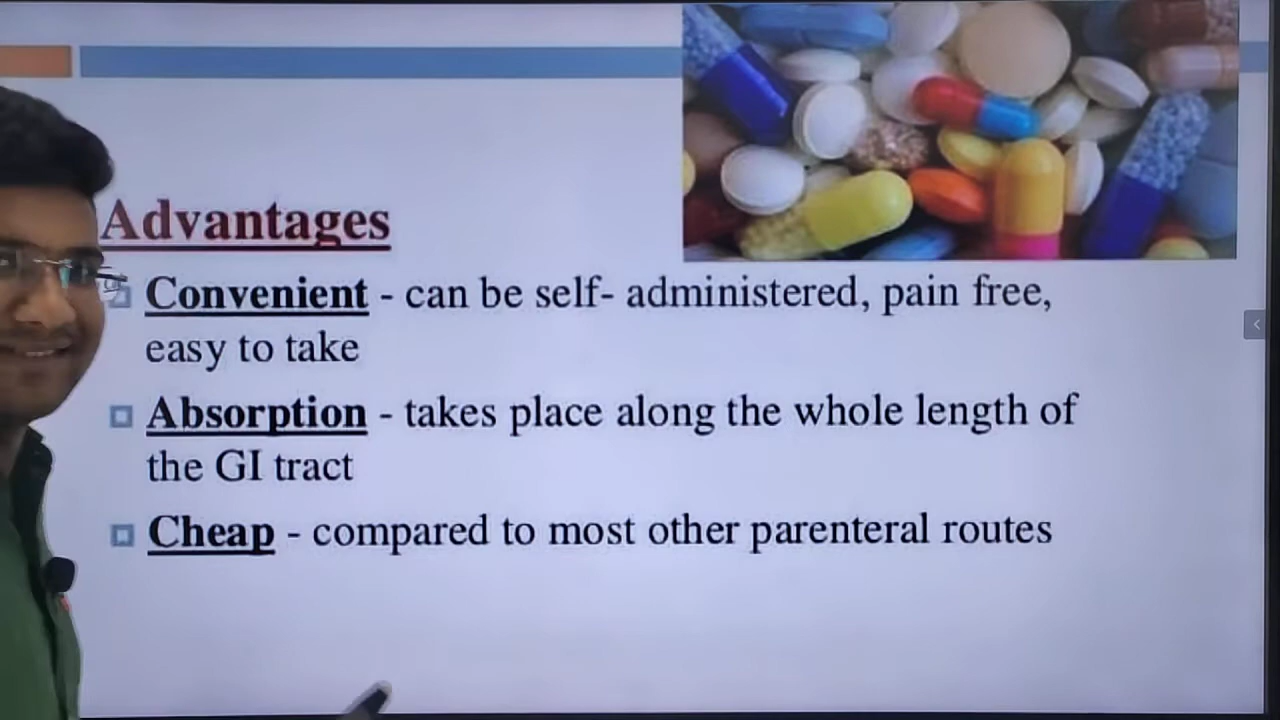 Advantages
Convenient - can be self- administered, pain free,
easy to take
Absorption - takes place along the whole length of
the GI tract
Cheap - compared to most other parenteral routes